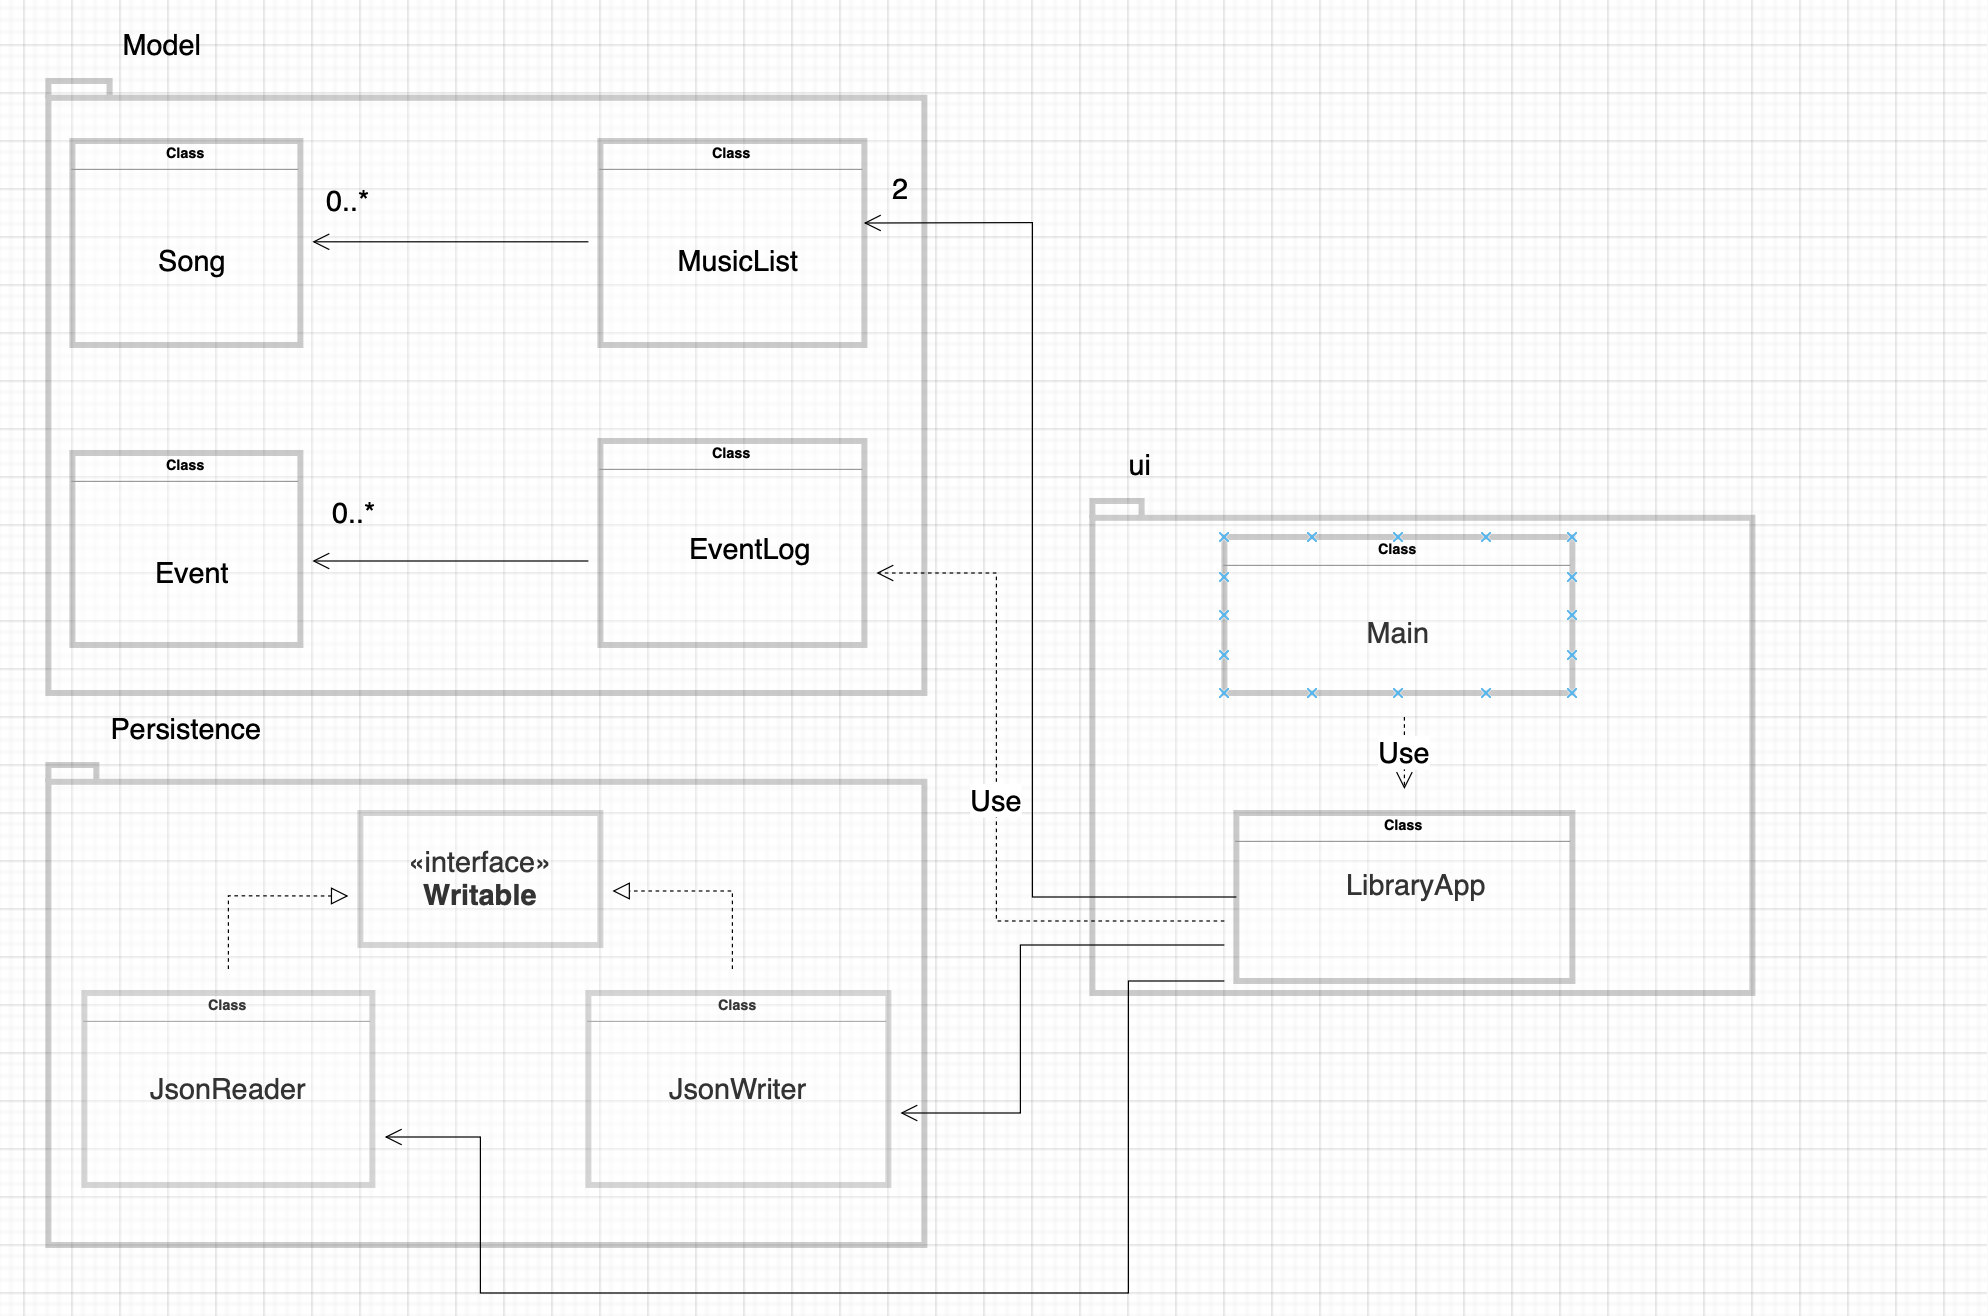 Model
Class
Song
0..*
Class
MusicList
2
Class
Event
0..*
Class
EventLog
ui
Class
Main
Use
Class
LibraryApp
Use
Persistence
«interface»
Writable
Class
JsonReader
Class
JsonWriter